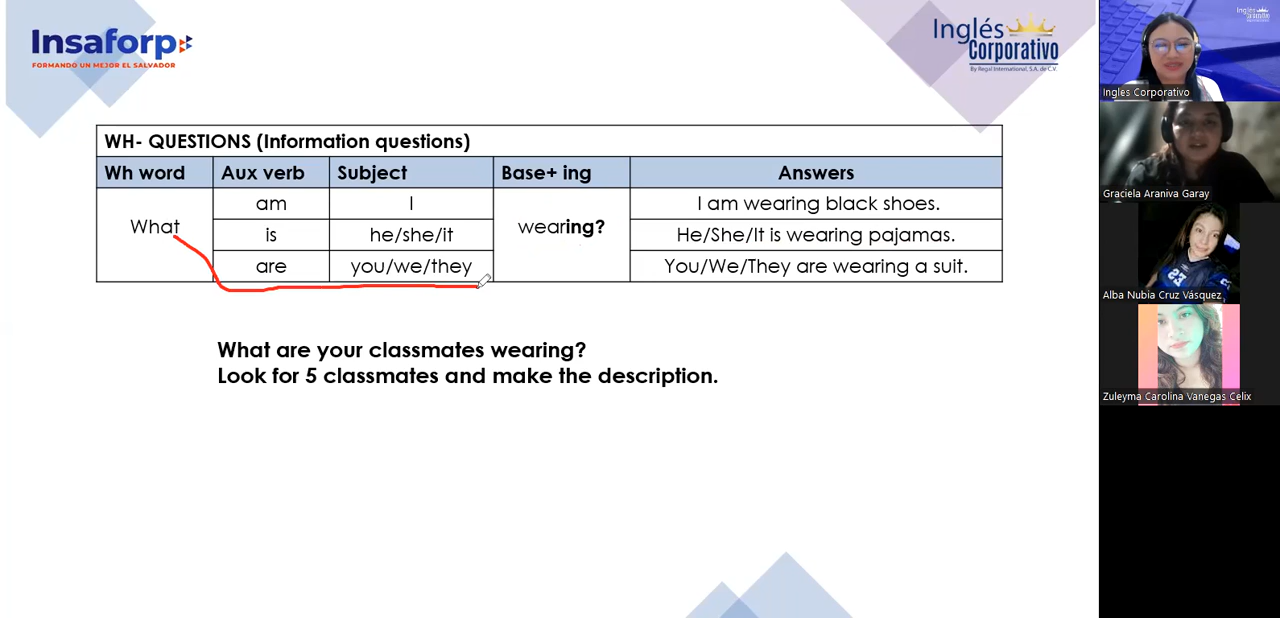 Insaforp
FORMANDO UN MEJOR EL SALVADOR
Inglés
Corporativo
By Regal International, S.A. de C.V.
WH- QUESTIONS (Information questions)
Wh word Aux verb Subject Base+ ing Answers
What am I wearing? I am wearing black shoes.
is he/she/it He/She/It is wearing pajamas.
are you/we/they You/We/They are wearing a suit.
What are your classmates wearing?
Look for 5 classmates and make the description.
Ingles Corporativo
Graciela Araniva Garay
23
Alba Nubia Cruz Vásquez
Zuleyma Carolina Vanegas Celix